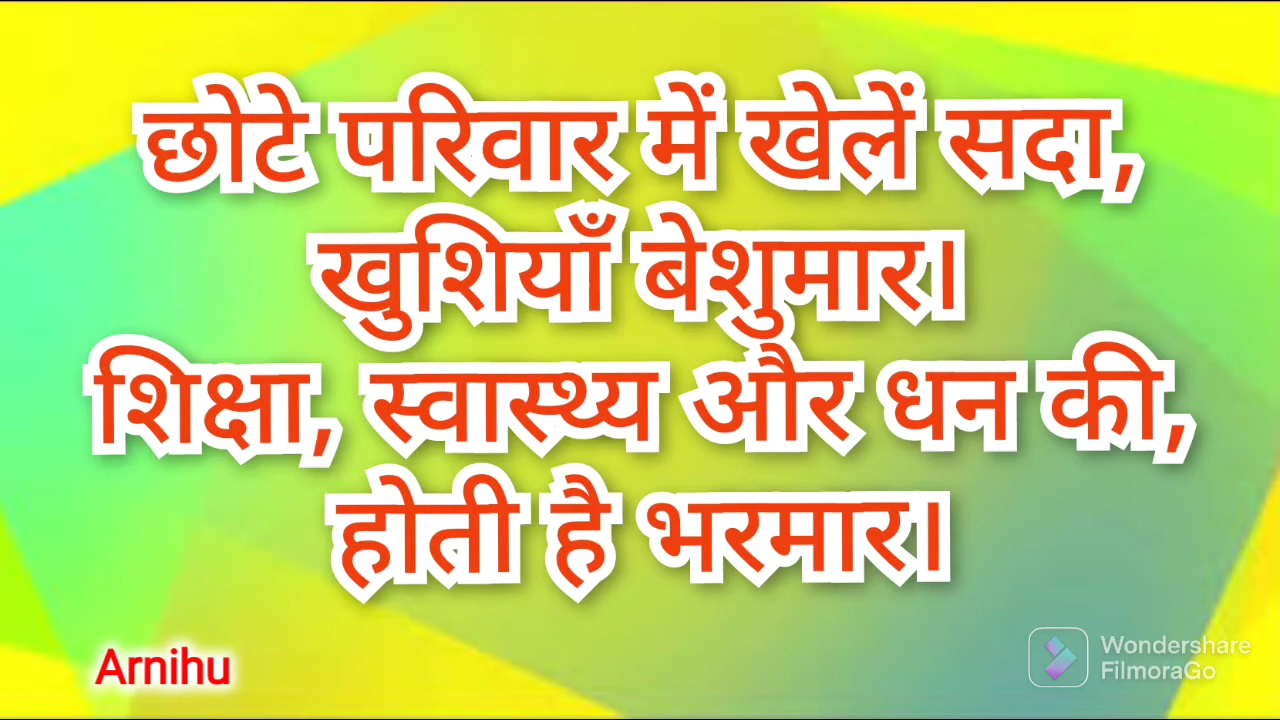 छोटे परिवार में खेलें सदा,
खुशियाँ बेशुमार।
शिक्षा, स्वास्थ्य और धन की,
होती है भरमार।
Arnihu
Wondershare
FilmoraGo